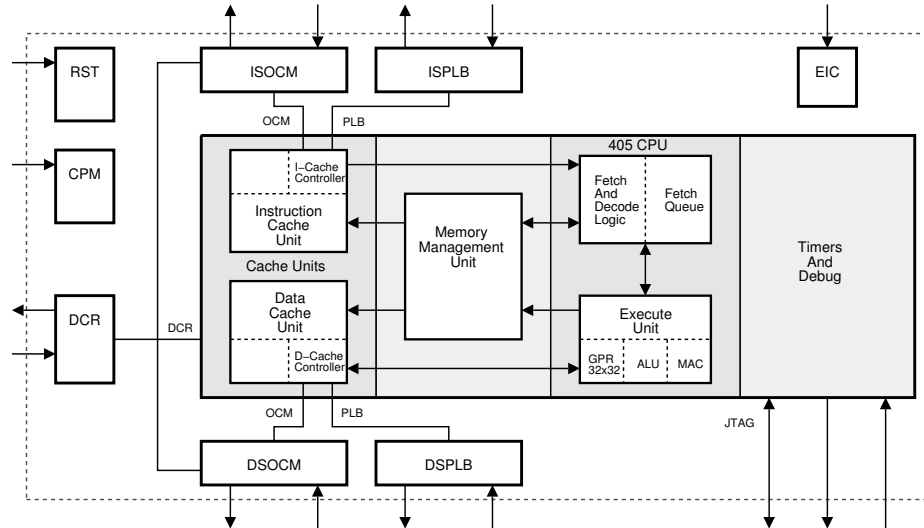 RST
ISOCM
ISPLB
EIC
OCM
PLB
405 CPU
CPM
I-Cache
Controller
Instruction
Cache
Unit
Fetch
And
Decode
Logic
Fetch
Queue
Memory
Management
Unit
Timers
And
Debug
Cache Units
DCR
DCR
Data
Cache
Unit
D-Cache
Controller
Execute
Unit
GPR
32x32
ALU
MAC
OCM
PLB
JTAG
DSOCM
DSPLB